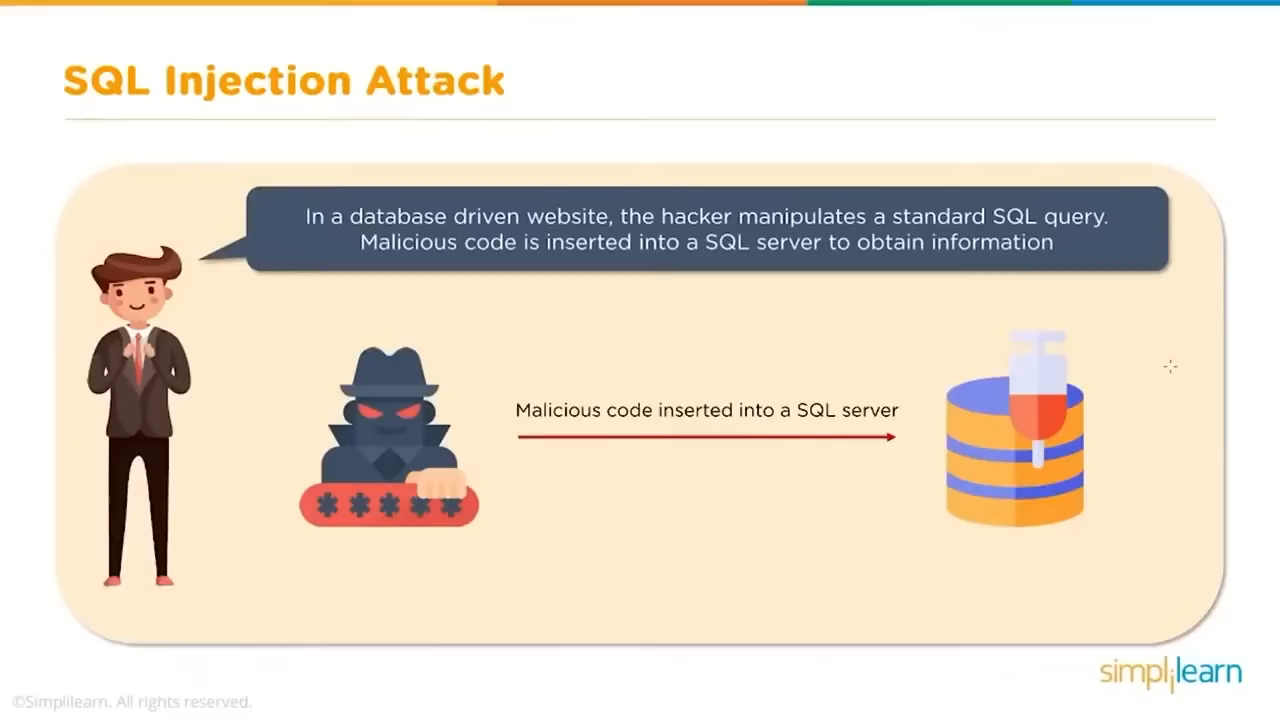 SQL Injection Attack
In a database driven website, the hacker manipulates a standard SQL query.
Malicious code is inserted into a SQL server to obtain information
Malicious code inserted into a SQL server
simplilearn
©Simplilearn. All rights reserved.